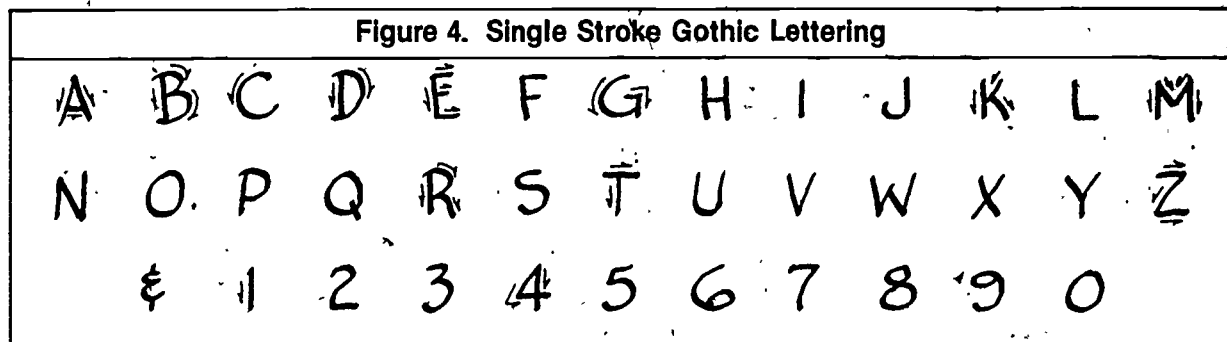 Figure 4. Single Stroke Gothic Lettering
A B C D E F G H I J K L M
N O P Q R S T U V W X Y Z
& 1 2 3 4 5 6 7 8 9 0